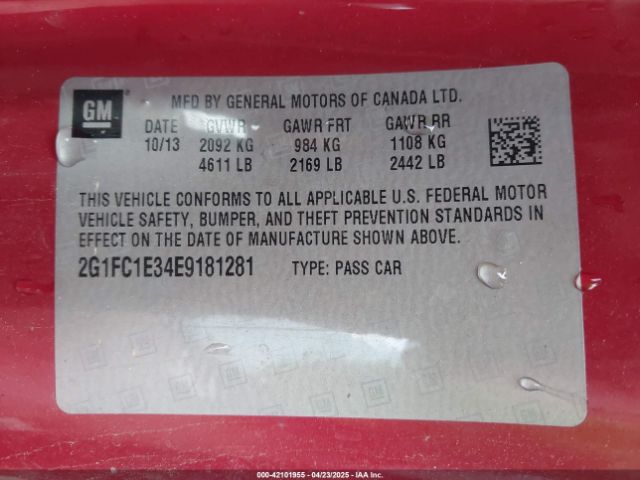 GM
MFD BY GENERAL MOTORS OF CANADA LTD.
DATE GVWR GAWR FRT GAWR RR
10/13 2092 KG 984 KG 1108 KG
4611 LB 2169 LB 2442 LB
THIS VEHICLE CONFORMS TO ALL APPLICABLE U.S. FEDERAL MOTOR
VEHICLE SAFETY, BUMPER, AND THEFT PREVENTION STANDARDS IN
EFFECT ON THE DATE OF MANUFACTURE SHOWN ABOVE.
2G1FC1E34E9181281 TYPE: PASS CAR
000-42101955 - 04/23/2025 - IAAI.COM